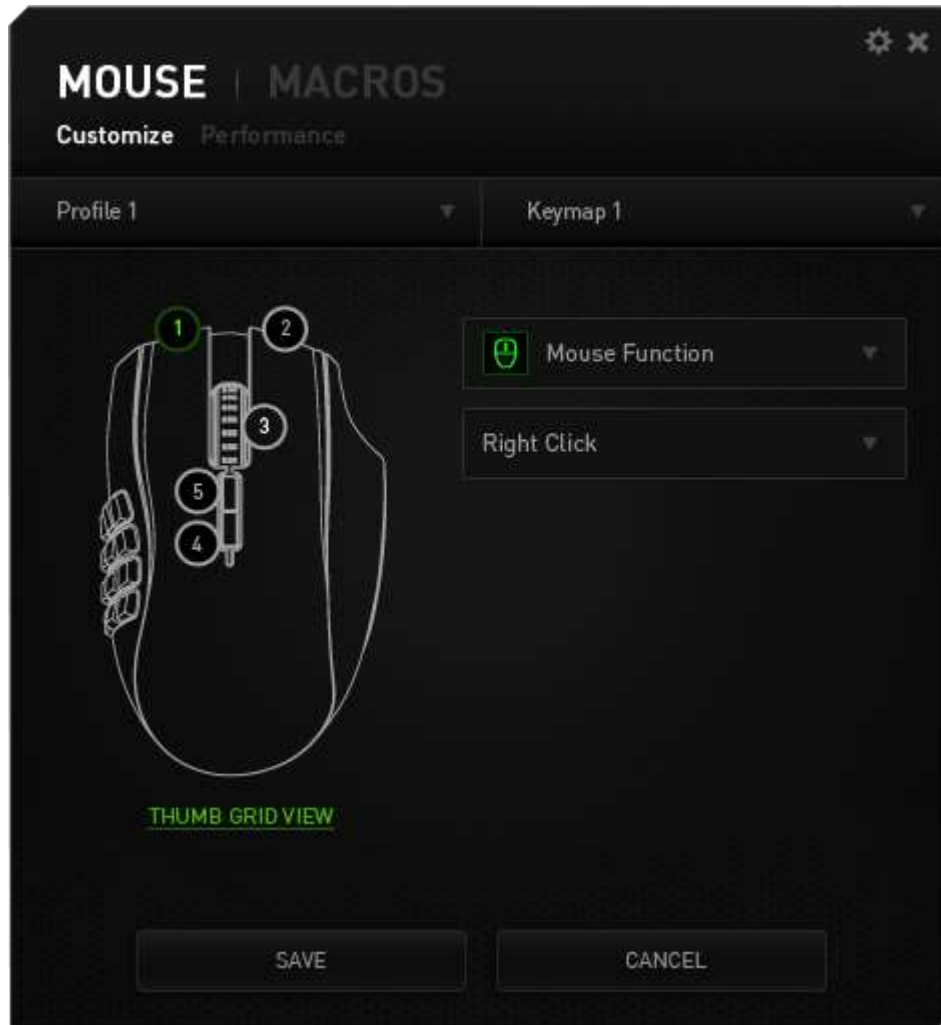 MOUSE | MACROS
Customize Performance
Profile 1
Keymap 1
1
2
Mouse Function
3
Right Click
5
4
THUMB GRID VIEW
SAVE
CANCEL